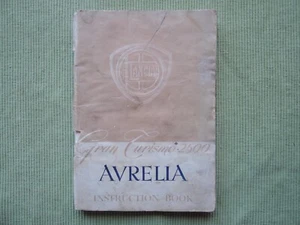 Gran Turismo 2500
AVRELIA
INSTRUCTION BOOK